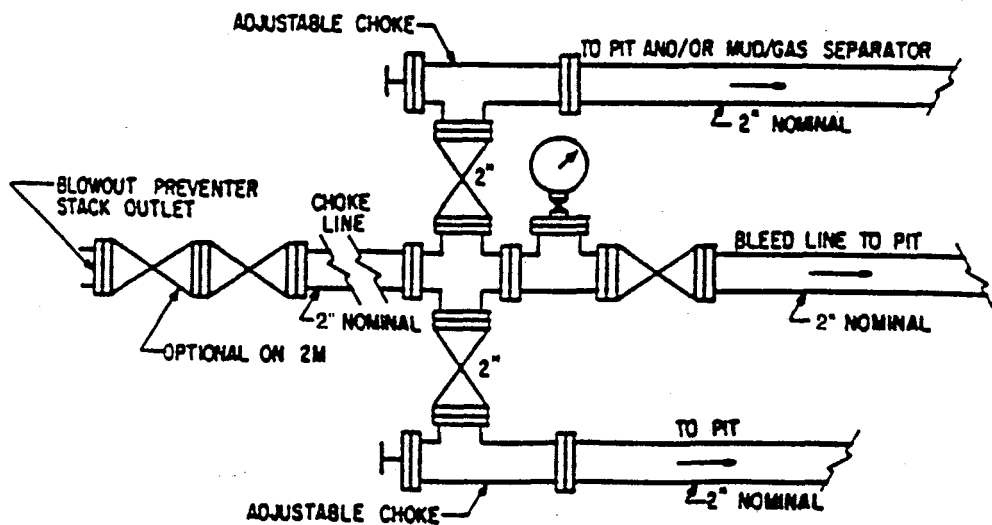 ADJUSTABLE CHOKE
TO PIT AND/OR MUD/GAS SEPARATOR
2" NOMINAL
2"
BLOWOUT PREVENTER
STACK OUTLET
CHOKE
LINE
BLEED LINE TO PIT
2" NOMINAL
2" NOMINAL
OPTIONAL ON 2M
2"
TO PIT
2" NOMINAL
ADJUSTABLE CHOKE